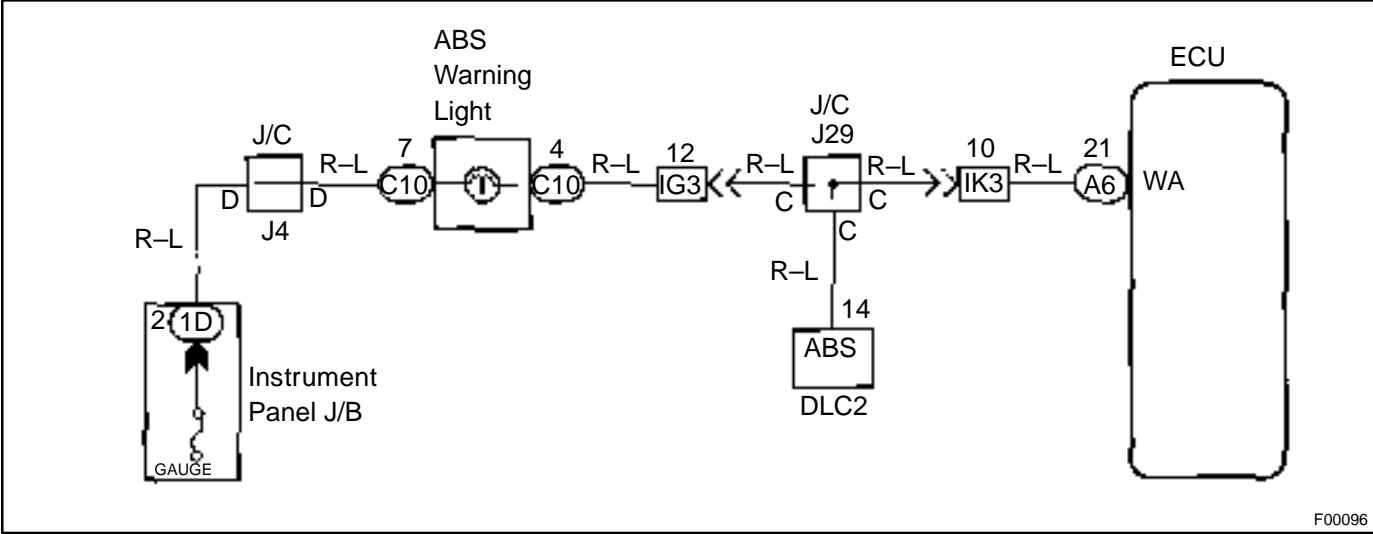 ABS
Warning
Light
ECU
J/C
J29
J/C
R–L
7
C10
4
C10
R–L
12
IG3
R–L
R–L
10
IK3
R–L
21
A6
WA
D
D
J4
C
C
C
R–L
R–L
14
ABS
DLC2
2
1D
Instrument
Panel J/B
GAUGE
F00096